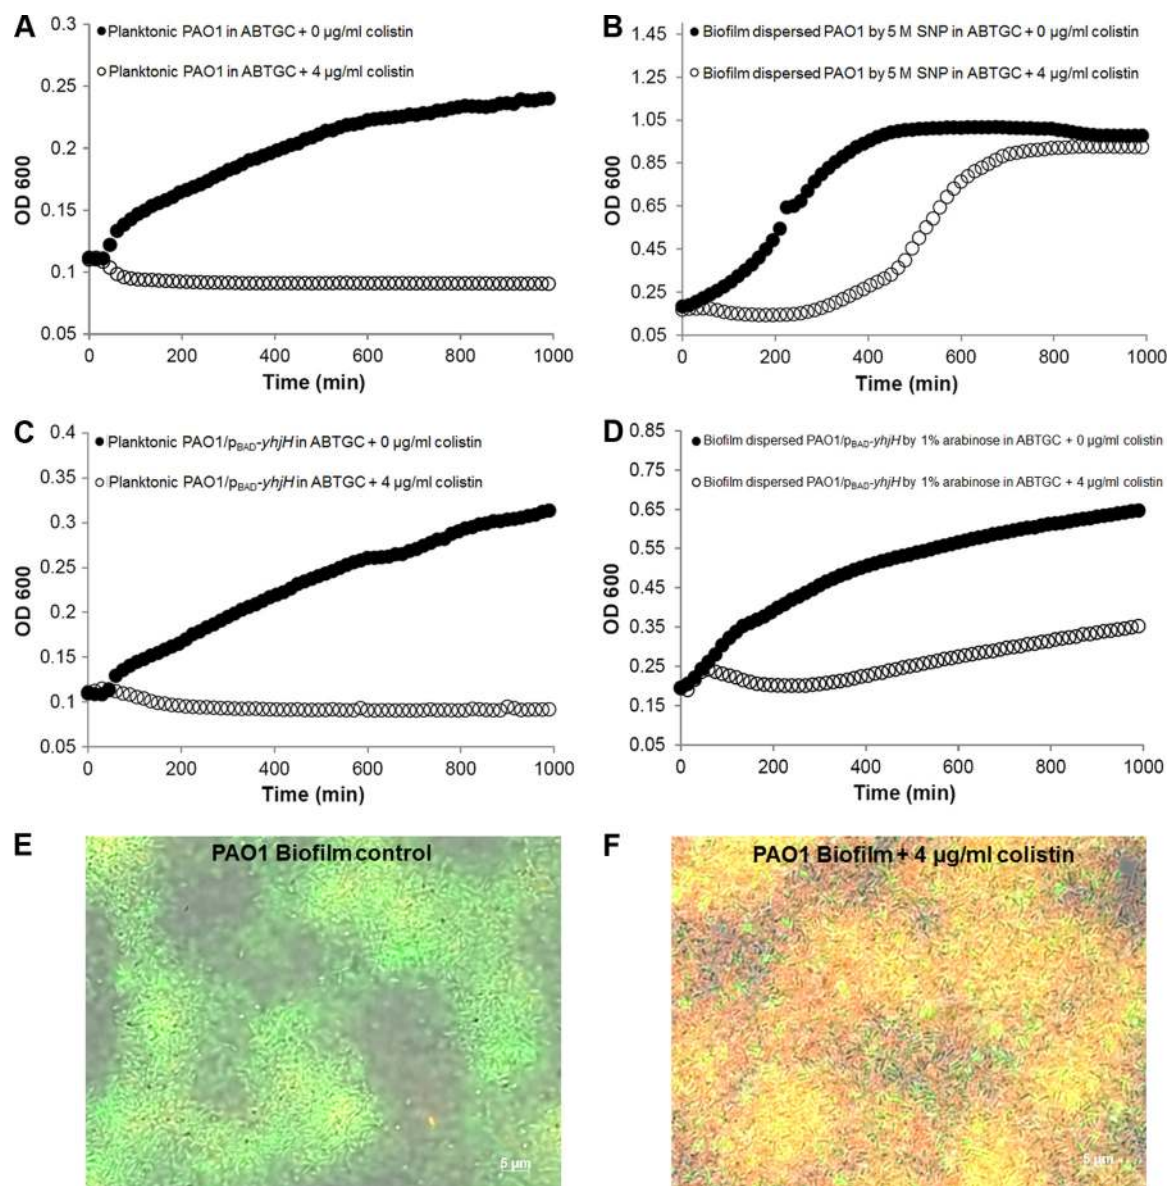 A
0.3
● Planktonic PAO1 in ABTGC + 0 µg/ml colistin
○ Planktonic PAO1 in ABTGC + 4 µg/ml colistin
0.25
0.2
0.15
0.1
0.05
OD 600
0 200 400 600 800 1000
Time (min)
B
1.45
● Biofilm dispersed PAO1 by 5 M SNP in ABTGC + 0 µg/ml colistin
○ Biofilm dispersed PAO1 by 5 M SNP in ABTGC + 4 µg/ml colistin
1.25
1.05
0.85
0.65
0.45
0.25
0.05
OD 600
0 200 400 600 800 1000
Time (min)
C
0.4
● Planktonic PAO1/pBAD-yhjH in ABTGC + 0 µg/ml colistin
○ Planktonic PAO1/pBAD-yhjH in ABTGC + 4 µg/ml colistin
0.35
0.3
0.25
0.2
0.15
0.1
0.05
OD 600
0 200 400 600 800 1000
Time (min)
D
0.85
● Biofilm dispersed PAO1/pBAD-yhjH by 1% arabinose in ABTGC + 0 µg/ml colistin
○ Biofilm dispersed PAO1/pBAD-yhjH by 1% arabinose in ABTGC + 4 µg/ml colistin
0.75
0.65
0.55
0.45
0.35
0.25
0.15
0.05
OD 600
0 200 400 600 800 1000
Time (min)
E
PAO1 Biofilm control
5 µm
F
PAO1 Biofilm + 4 µg/ml colistin
5 µm